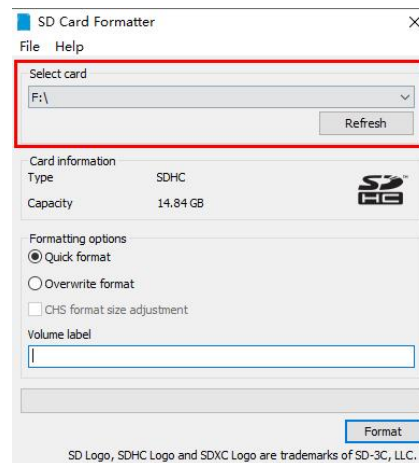 SD Card Formatter
File Help
Select card
F:\
Refresh
Card information
Type SDHC
Capacity 14.84 GB
SD HC
Formatting options
Quick format
Overwrite format
CHS format size adjustment
Volume label
Format
SD Logo, SDHC Logo and SDXC Logo are trademarks of SD-3C, LLC.